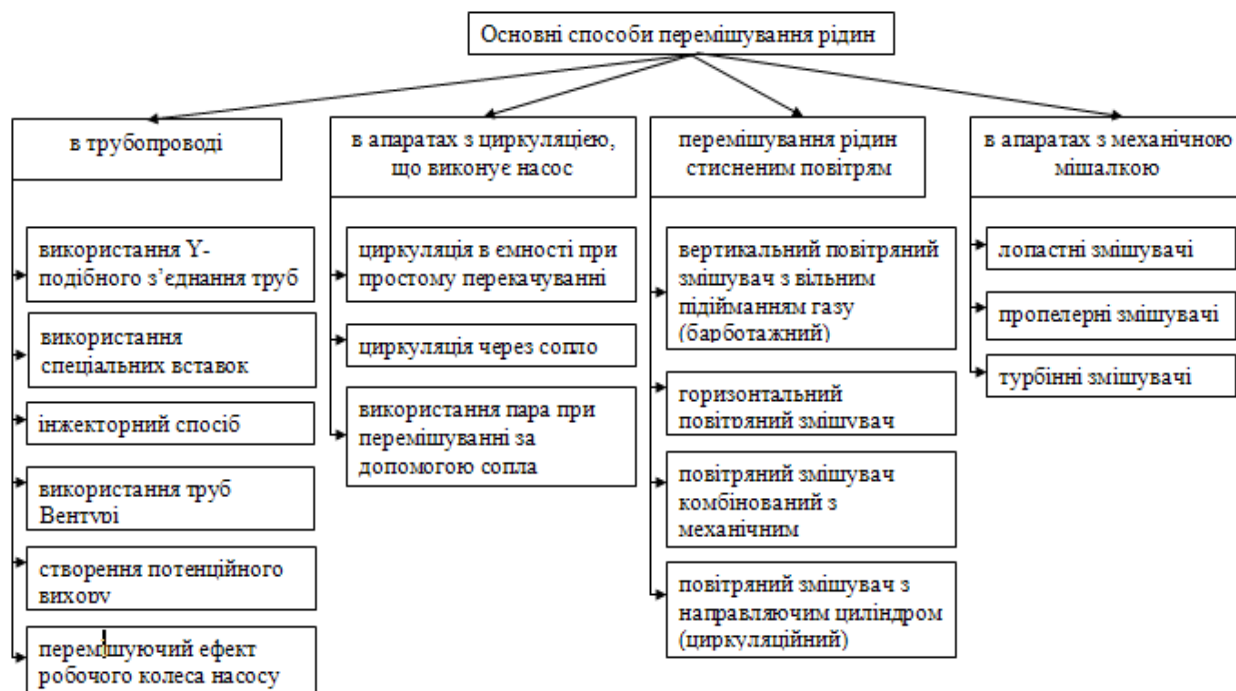 Основні способи перемішування рідин
в трубопроводі
використання Y-
подібного з’єднання труб
використання
спеціальних вставок
інжекторний спосіб
використання труб
Вентурі
створення потенційного
вихору
перемішуючий ефект
робочого колеса насосу
в апаратах з циркуляцією,
що виконує насос
циркуляція в ємності при
простому перекачуванні
циркуляція через сопло
використання пара при
перемішуванні за
допомогою сопла
перемішування рідин
стисненим повітрям
вертикальний повітряний
змішувач з вільним
підійманням газу
(барботажний)
горизонтальний
повітряний змішувач
повітряний змішувач
комбінований з
механічним
повітряний змішувач з
направляючим циліндром
(циркуляційний)
в апаратах з механічною
мішалкою
лопастні змішувачі
пропелерні змішувачі
турбінні змішувачі